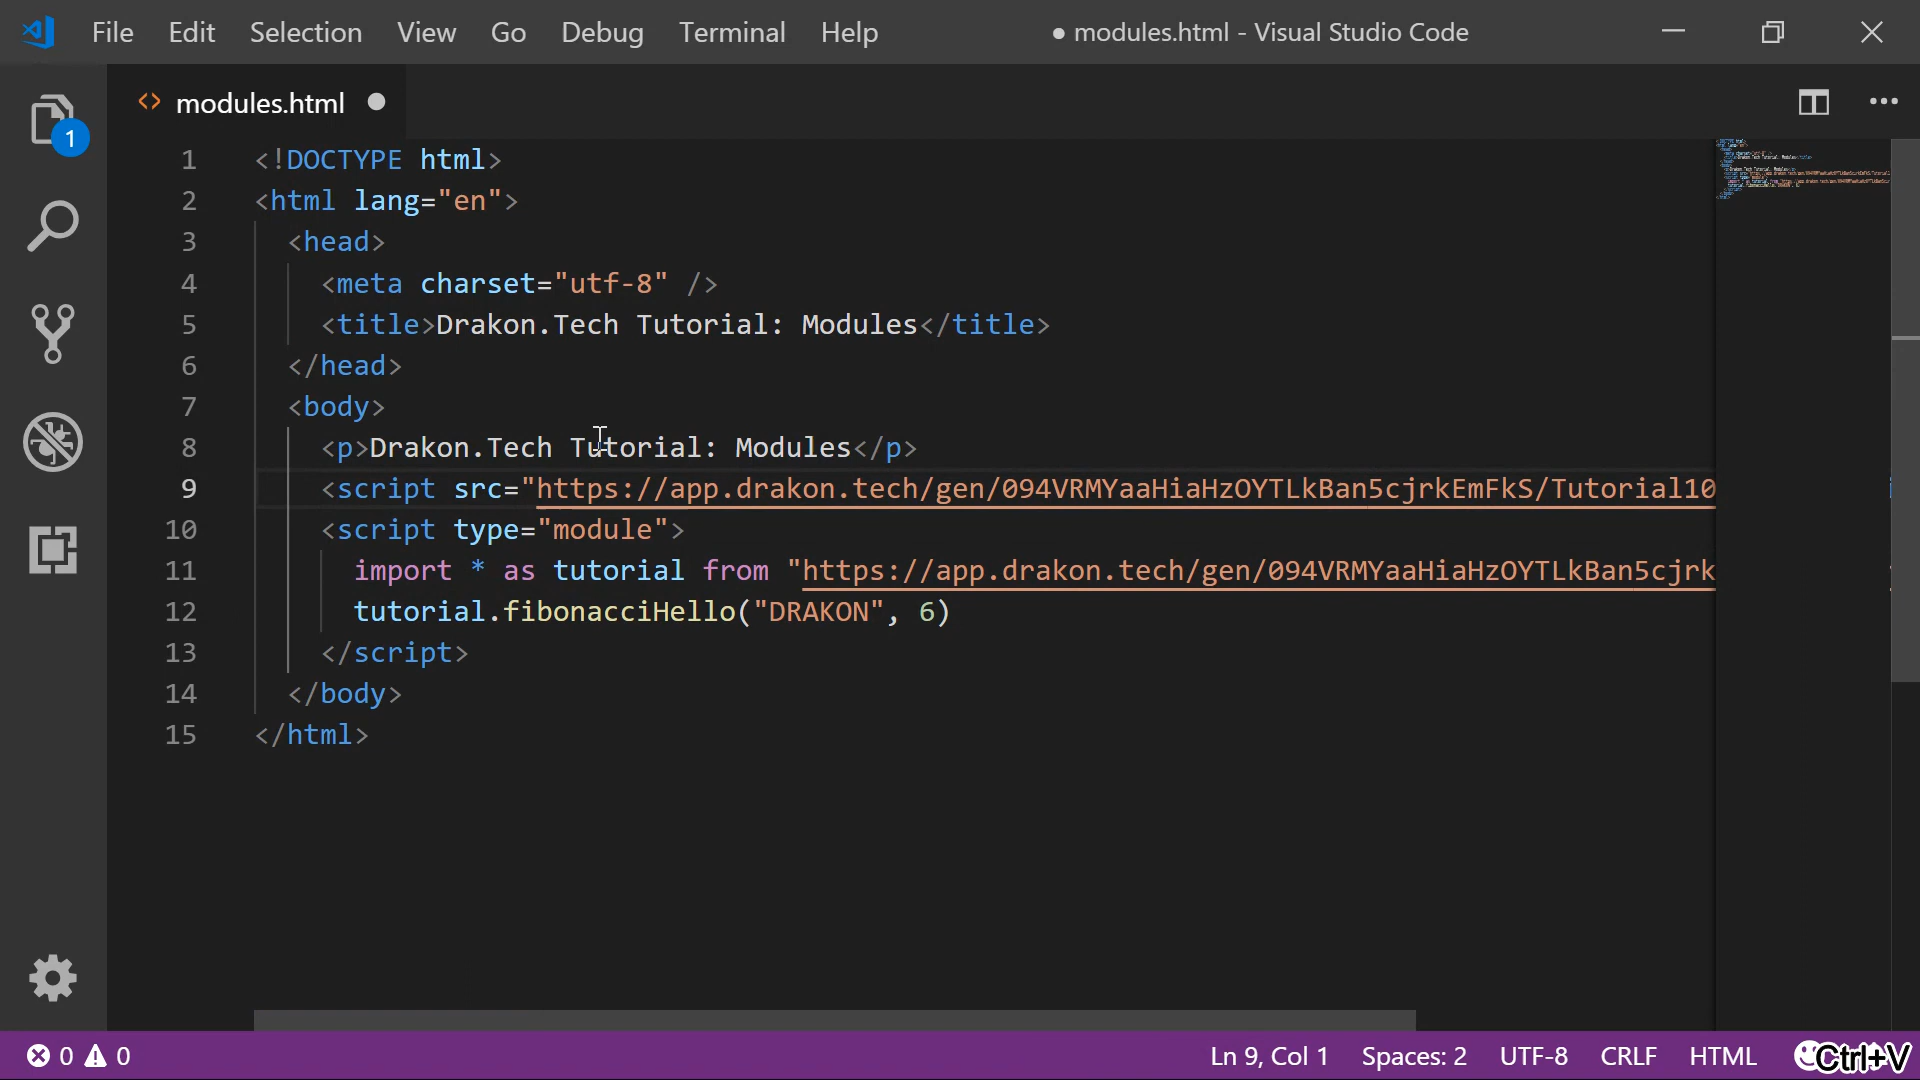 File Edit Selection View Go Debug Terminal Help ● modules.html - Visual Studio Code
<> modules.html ●
1
1 <!DOCTYPE html>
2 <html lang="en">
3 <head>
4 <meta charset="utf-8" />
5 <title>Drakon.Tech Tutorial: Modules</title>
6 </head>
7 <body>
8 <p>Drakon.Tech Tutorial: Modules</p>
9 <script src="https://app.drakon.tech/gen/094VRMYaaHiaHzOYTLkBan5cjrkEmFkS/Tutorial10
10 <script type="module">
11 import * as tutorial from "https://app.drakon.tech/gen/094VRMYaaHiaHzOYTLkBan5cjrk
12 tutorial.fibonacciHello("DRAKON", 6)
13 </script>
14 </body>
15 </html>
0 0 Ln 9, Col 1 Spaces: 2 UTF-8 CRLF HTML Ctrl+V